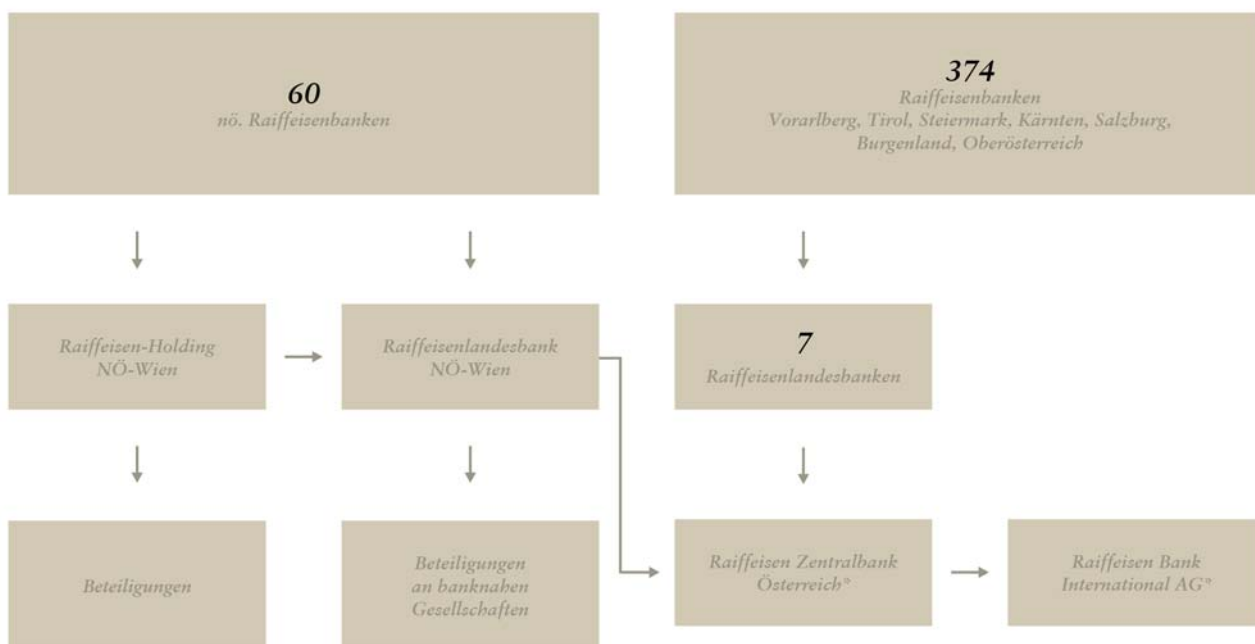 60
nö. Raiffeisenbanken
374
Raiffeisenbanken
Vorarlberg, Tirol, Steiermark, Kärnten, Salzburg,
Burgenland, Oberösterreich
Raiffeisen-Holding
NÖ-Wien
Raiffeisenlandesbank
NÖ-Wien
7
Raiffeisenlandesbanken
Beteiligungen
Beteiligungen
an banknahen
Gesellschaften
Raiffeisen Zentralbank
Österreich°
Raiffeisen Bank
International AG°